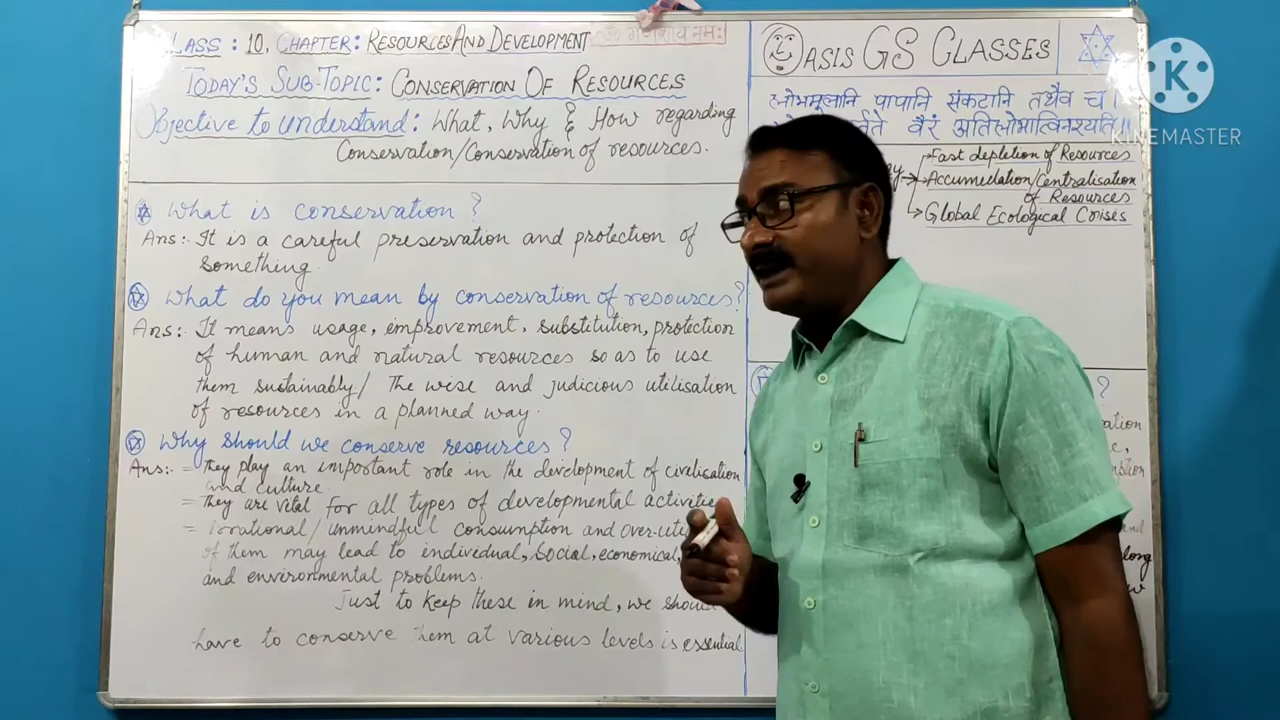 CLASS : 10, CHAPTER: RESOURCES AND DEVELOPMENT
गणेशाय नमः
TODAY'S SUB-TOPIC: CONSERVATION OF RESOURCES
Objective to understand: What, Why & How regarding
Conservation/Conservation of resources.
What is conservation?
Ans:- It is a careful preservation and protection of
something.
What do you mean by conservation of resources?
Ans:- It means usage, improvement, substitution, protection
of human and natural resources so as to use
them sustainably/ The wise and judicious utilisation
of resources in a planned way.
Why should we conserve resources?
Ans:- = They play an important role in the development of civilisation
and culture.
= They are vital for all types of developmental activities
= irrational/unmindful consumption and over-uti
of them may lead to individual, social, economical,
and environmental problems.
Just to keep these in mind, we should
have to conserve them at various levels is essential
OASIS GS CLASSES
लोभमूलानि पापानि संकटानि तथैव च।
वैरं अतिलोभात्विनश्यति॥
Fast depletion of Resources
Accumulation/Centralisation
of Resources
Global Ecological Crises
?
along
K
KINEMASTER